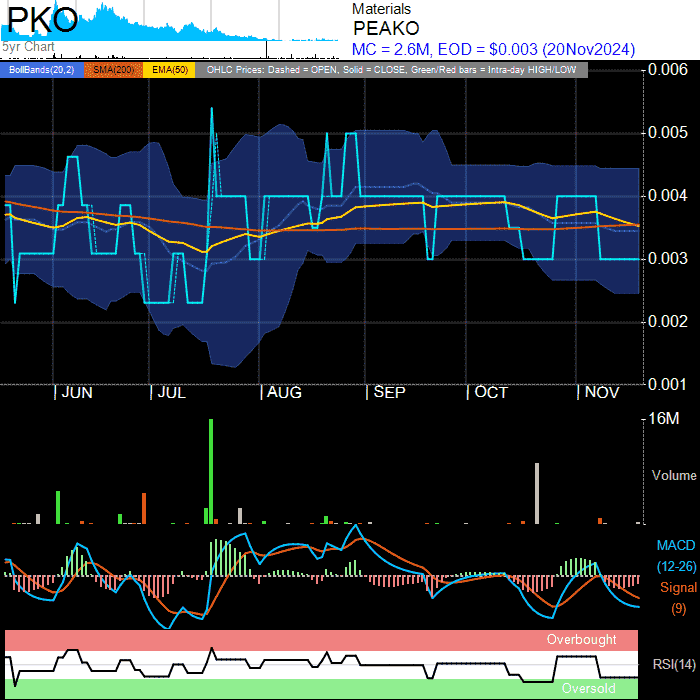 PKO
5yr Chart
Materials
PEAKO
MC = 2.6M, EOD = $0.003 (20Nov2024)
BollBands(20,2) SMA(200) EMA(50) OHLC Prices: Dashed = OPEN, Solid = CLOSE, Green/Red bars = Intra-day HIGH/LOW
0.006
0.005
0.004
0.003
0.002
0.001
| JUN | JUL | AUG | SEP | OCT | NOV
16M
Volume
MACD
(12-26)
Signal
(9)
Overbought
RSI(14)
Oversold